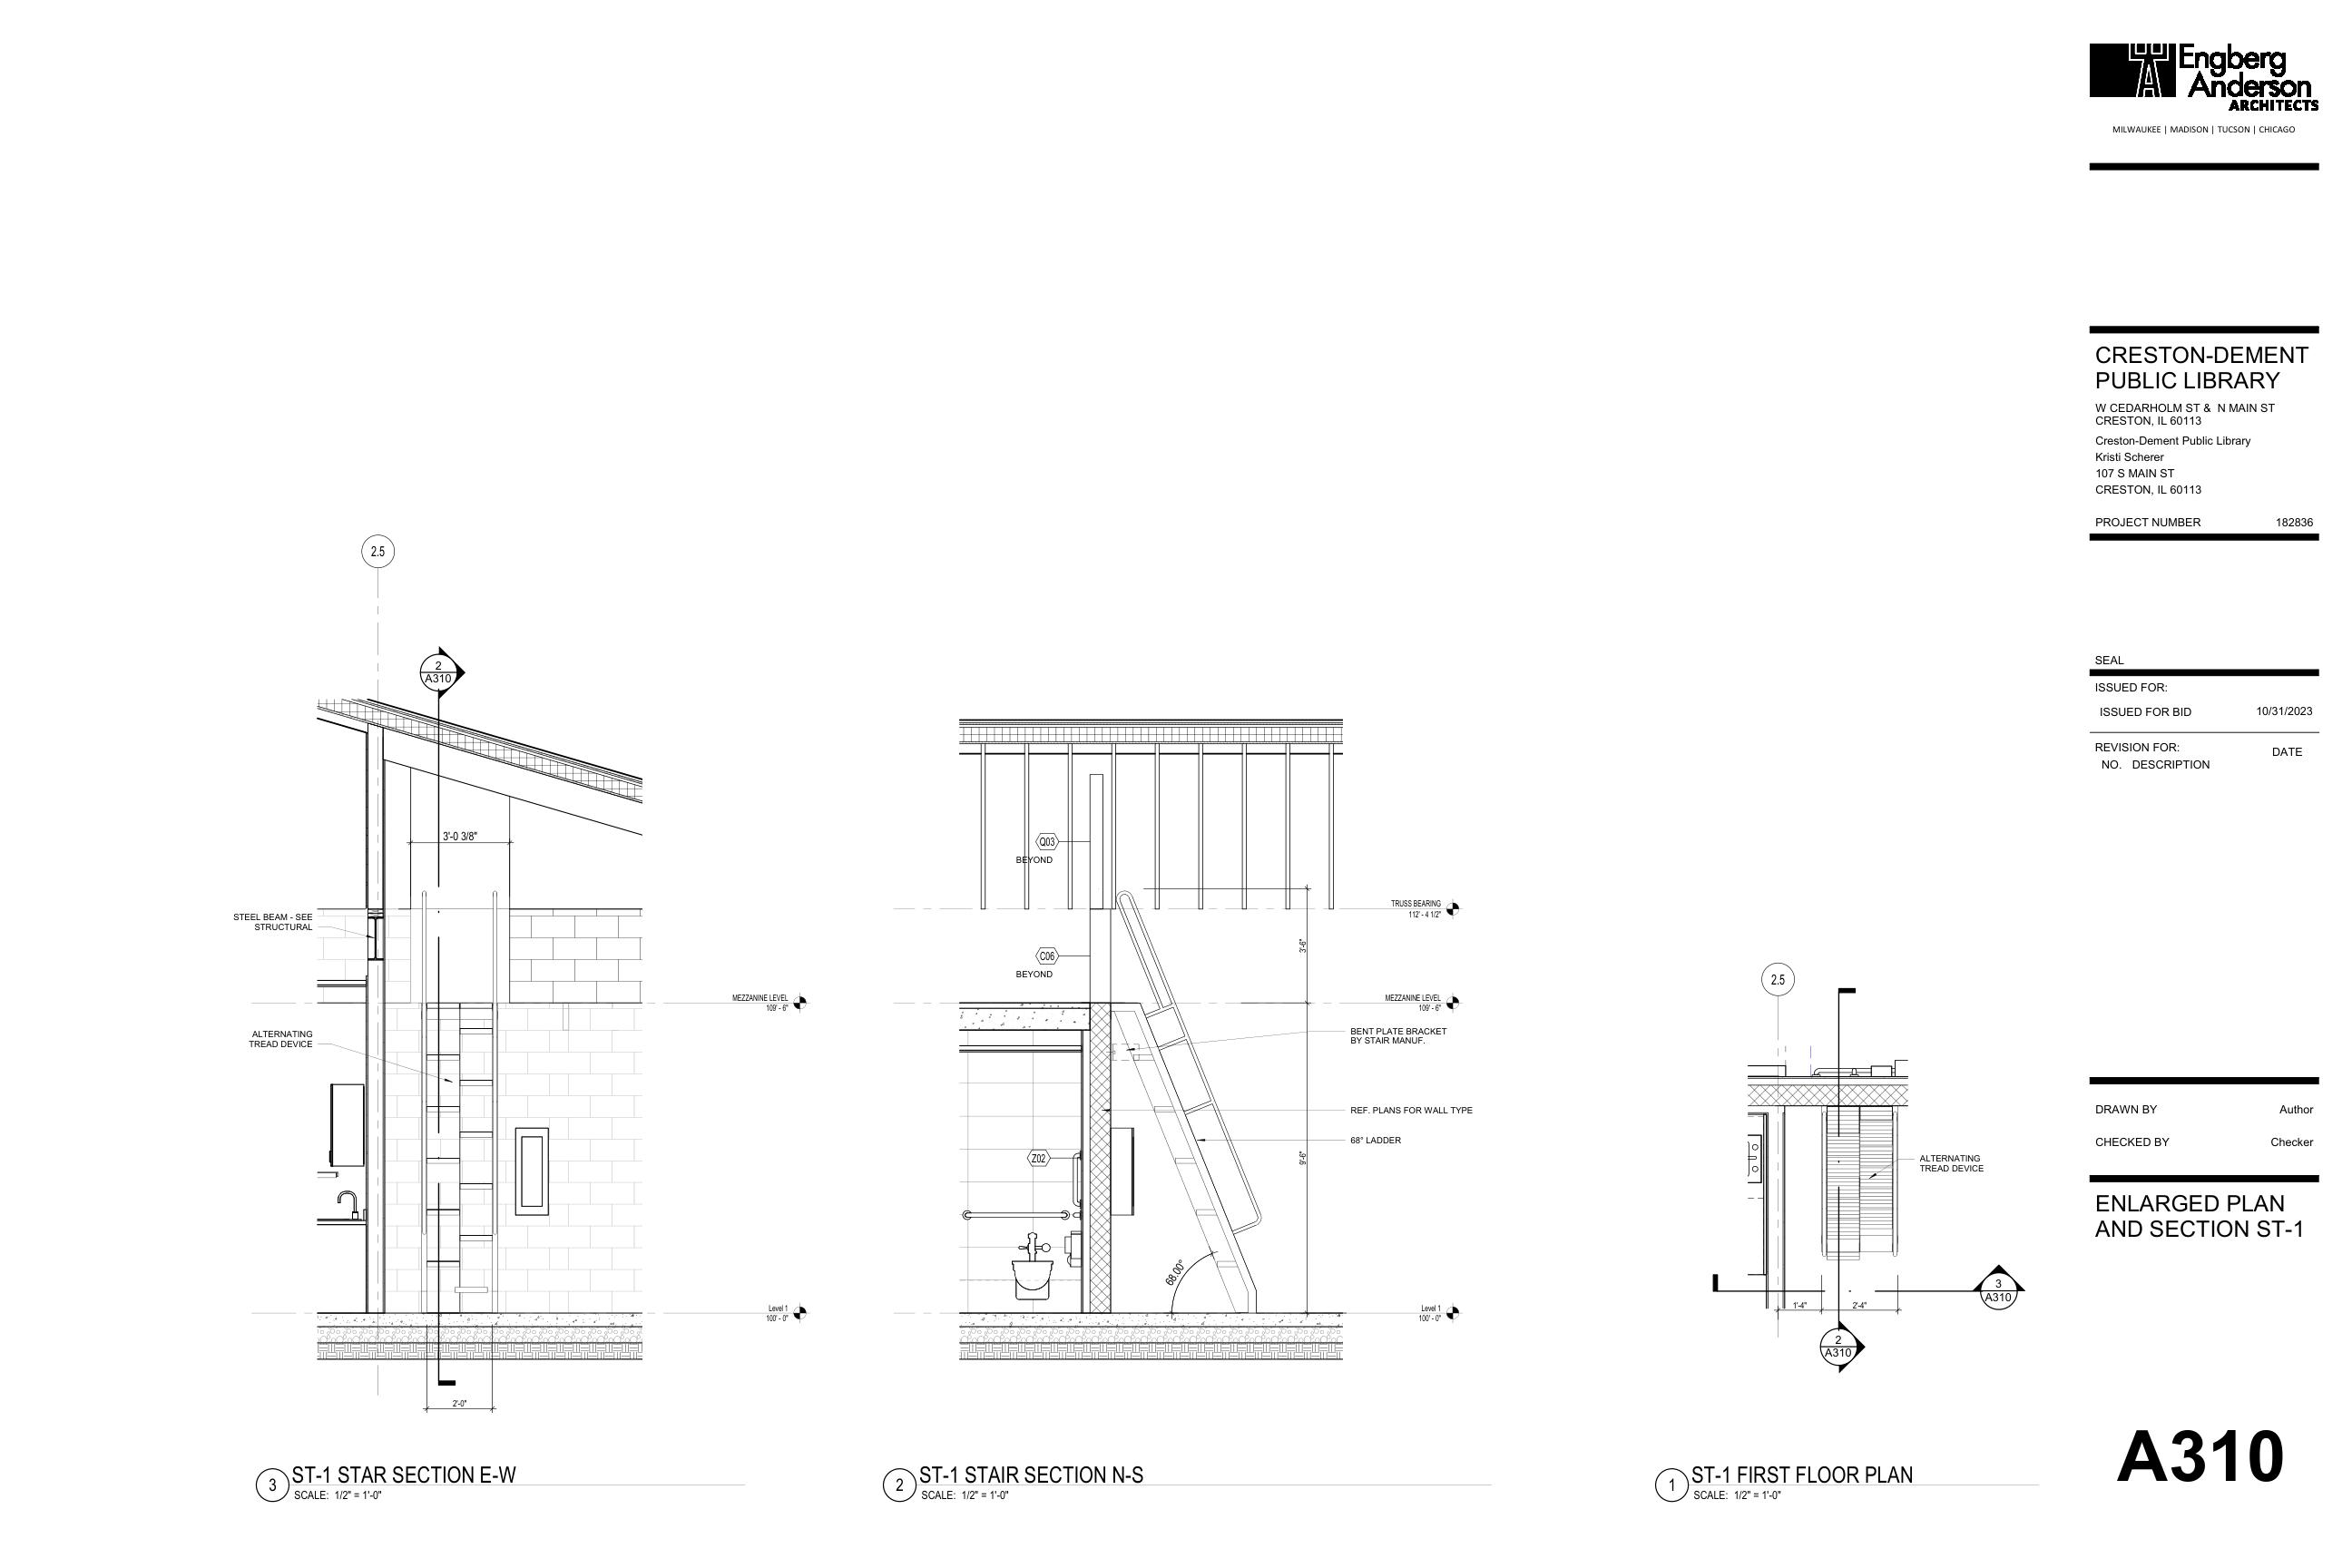 Engberg
Anderson
ARCHITECTS
MILWAUKEE | MADISON | TUCSON | CHICAGO
CRESTON-DEMENT
PUBLIC LIBRARY
W CEDARHOLM ST & N MAIN ST
CRESTON, IL 60113
Creston-Dement Public Library
Kristi Scherer
107 S MAIN ST
CRESTON, IL 60113
PROJECT NUMBER 182836
SEAL
ISSUED FOR:
ISSUED FOR BID 10/31/2023
REVISION FOR:
NO. DESCRIPTION DATE
DRAWN BY Author
CHECKED BY Checker
ENLARGED PLAN
AND SECTION ST-1
A310
2.5
2
A310
3'-0 3/8"
STEEL BEAM - SEE
STRUCTURAL
MEZZANINE LEVEL
109' - 6"
ALTERNATING
TREAD DEVICE
Level 1
100' - 0"
2'-0"
3
ST-1 STAR SECTION E-W
SCALE: 1/2" = 1'-0"
Q03
BEYOND
TRUSS BEARING
112' - 4 1/2"
3'-6"
C06
BEYOND
MEZZANINE LEVEL
109' - 6"
BENT PLATE BRACKET
BY STAIR MANUF.
REF. PLANS FOR WALL TYPE
68° LADDER
Z02
9'-6"
68.00°
Level 1
100' - 0"
2
ST-1 STAIR SECTION N-S
SCALE: 1/2" = 1'-0"
2.5
ALTERNATING
TREAD DEVICE
3
A310
1'-4"
2'-4"
2
A310
1
ST-1 FIRST FLOOR PLAN
SCALE: 1/2" = 1'-0"